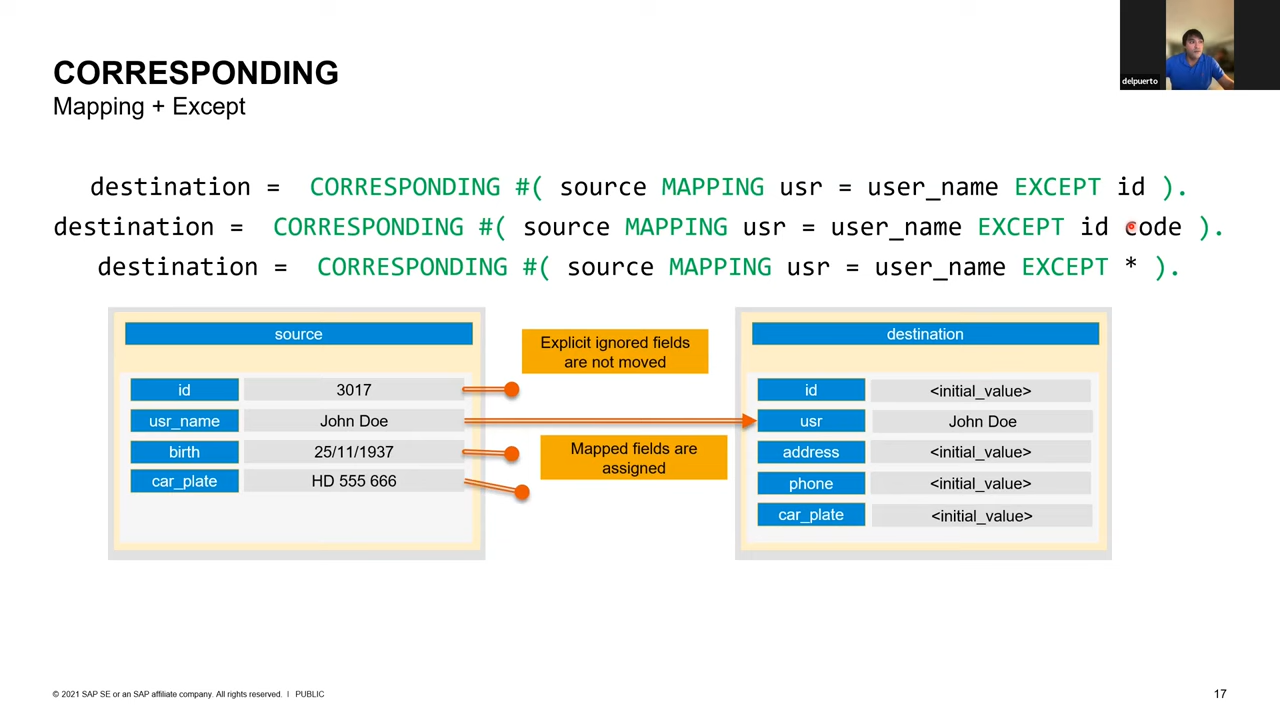 delpuerto
CORRESPONDING
Mapping + Except
destination = CORRESPONDING #( source MAPPING usr = user_name EXCEPT id ).
destination = CORRESPONDING #( source MAPPING usr = user_name EXCEPT id code ).
destination = CORRESPONDING #( source MAPPING usr = user_name EXCEPT * ).
source
id 3017
usr_name John Doe
birth 25/11/1937
car_plate HD 555 666
Explicit ignored fields
are not moved
Mapped fields are
assigned
destination
id <initial_value>
usr John Doe
address <initial_value>
phone <initial_value>
car_plate <initial_value>
© 2021 SAP SE or an SAP affiliate company. All rights reserved. | PUBLIC
17